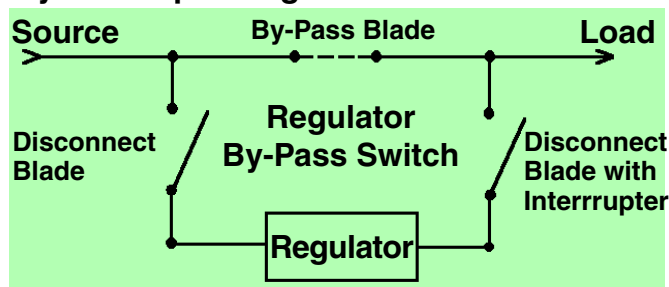 Source
By-Pass Blade
Load
Regulator
By-Pass Switch
Disconnect
Blade
Disconnect
Blade with
Interrrupter
Regulator